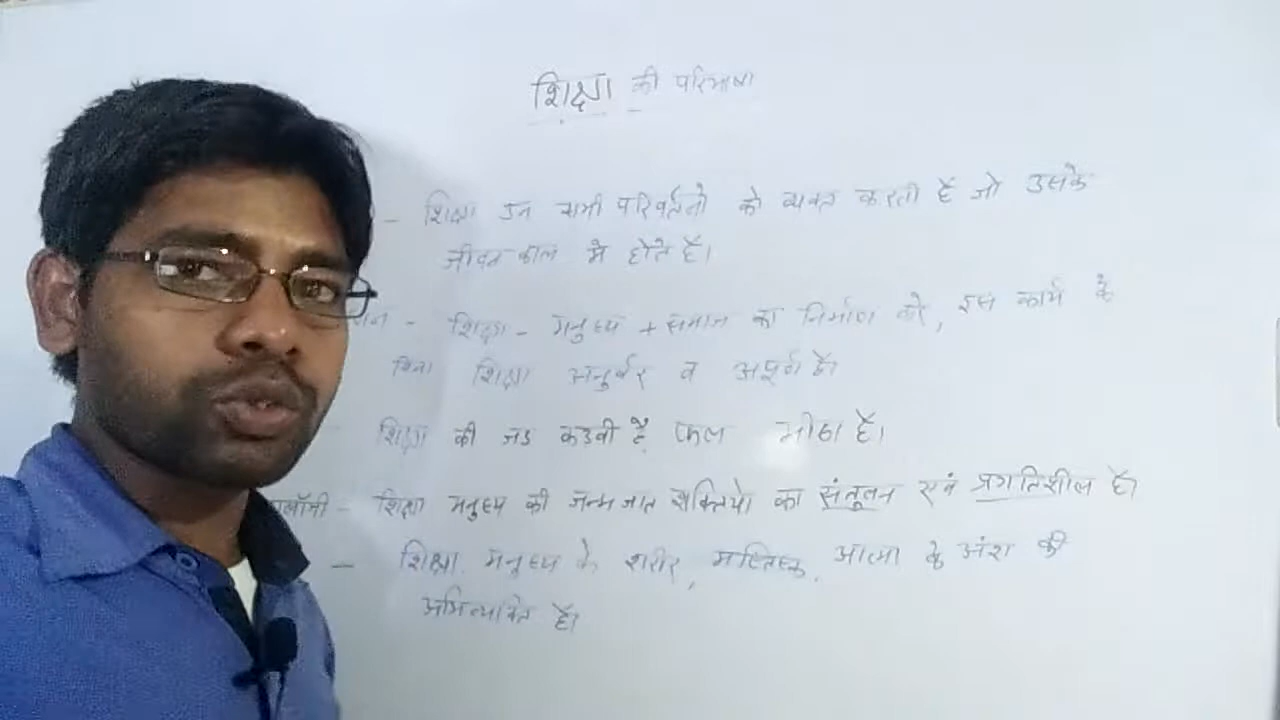 शिक्षा की परिभाषा
- शिक्षा उन सभी परिवर्तनो को व्यक्त करती है जो उसके
जीवन काल मे होते है।
- शिक्षा - मनुष्य + समाज का निर्माण करे, इस कार्य के
बिना शिक्षा अनुर्वर व अपूर्ण है।
शिक्षा की जड कडवी है फल मीठा है।
- शिक्षा मनुष्य की जन्म जात शक्तियो का संतुलन एवं प्रगतिशील है।
- शिक्षा मनुष्य के शरीर, मस्तिष्क, आत्मा के अंश की
अभिव्यक्ति है।